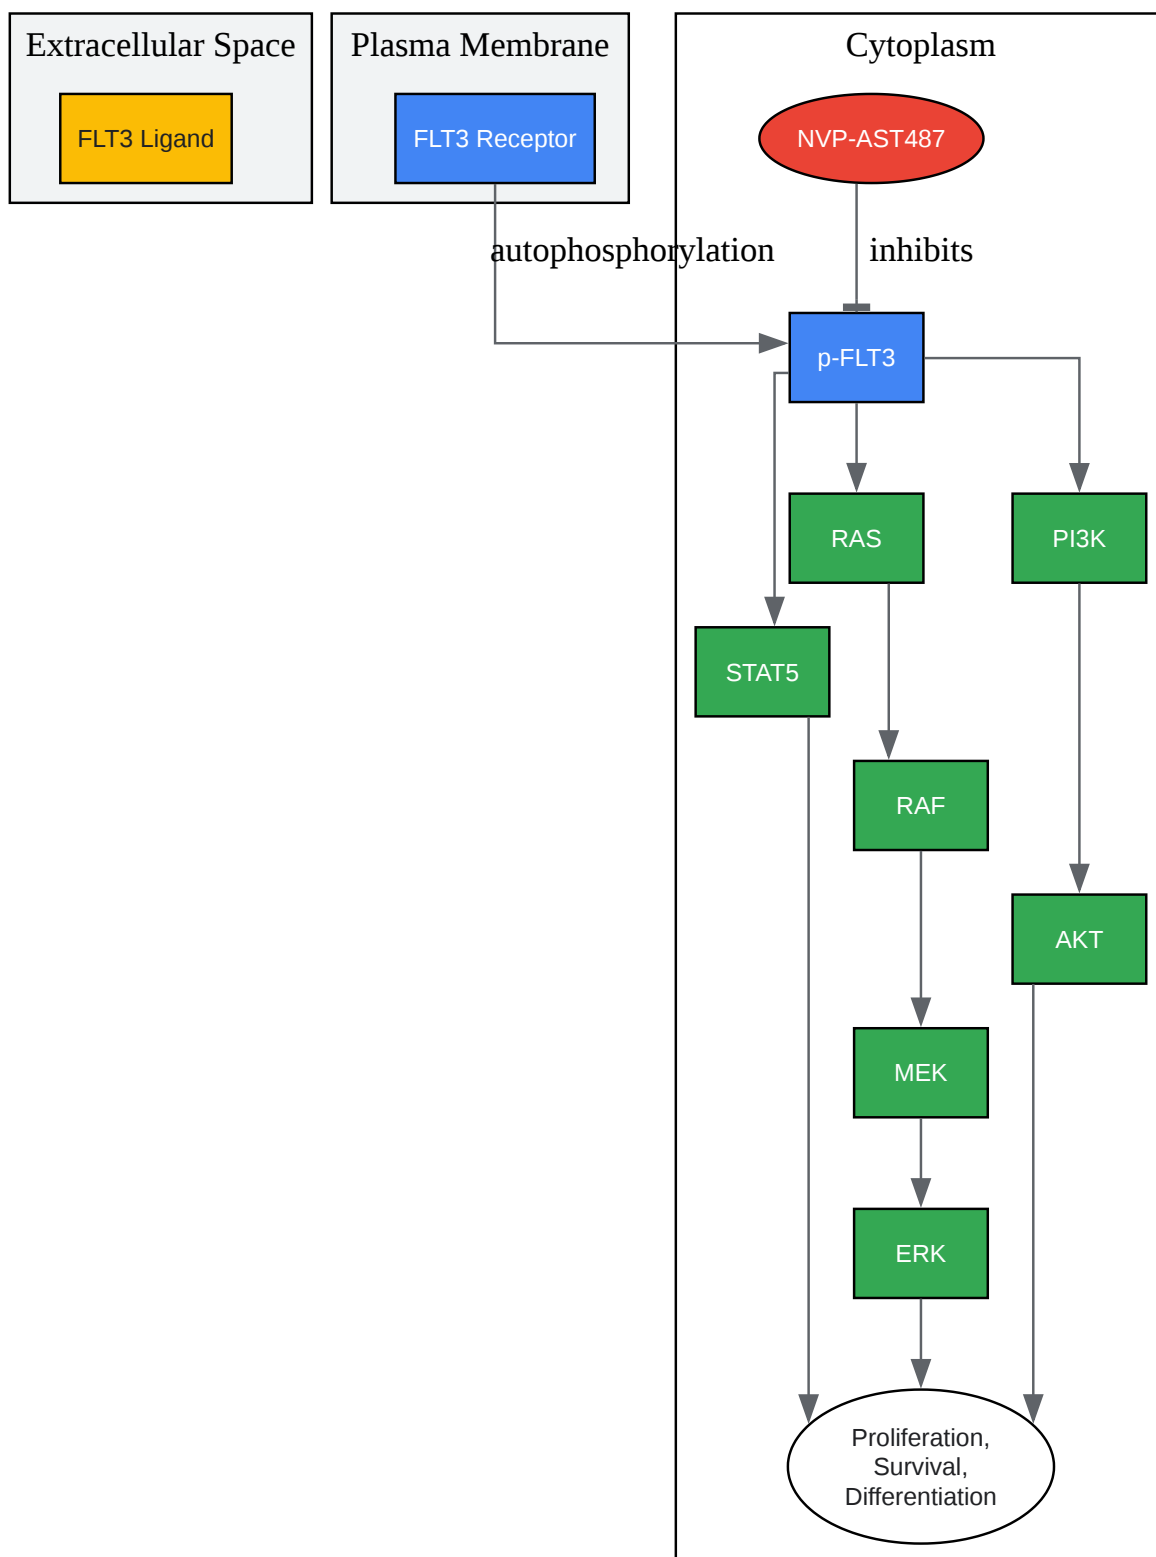 Extracellular Space
Plasma Membrane
Cytoplasm
FLT3 Ligand
FLT3 Receptor
NVP-AST487
autophosphorylation
inhibits
p-FLT3
RAS
PI3K
STAT5
RAF
AKT
MEK
ERK
Proliferation,
Survival,
Differentiation